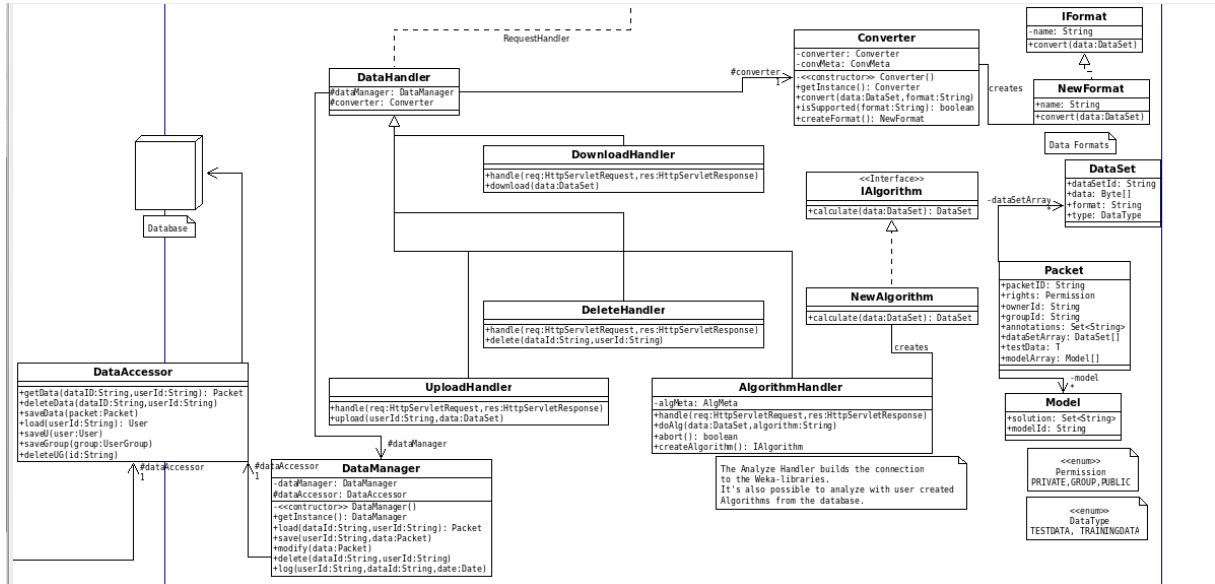 RequestHandler
DataHandler
#dataManager: DataManager
#converter: Converter
#converter
1
Converter
-converter: Converter
-convMeta: ConvMeta
-<<constructor>> Converter()
+getInstance(): Converter
+convert(data:DataSet,format:String)
+isSupported(format:String): boolean
+createFormat(): NewFormat
creates
IFormat
-name: String
+convert(data:DataSet)
NewFormat
+name: String
+convert(data:DataSet)
Data Formats
DownloadHandler
+handle(req:HttpServletRequest,res:HttpServletResponse)
+download(data:DataSet)
<<Interface>>
IAlgorithm
+calculate(data:DataSet): DataSet
DataSet
+dataSetId: String
+data: Byte[]
+format: String
+type: DataType
-dataSetArray
*
Database
Packet
+packetID: String
+rights: Permission
+ownerId: String
+groupId: String
+annotations: Set<String>
+dataSetArray: DataSet[]
+testData: T
+modelArray: Model[]
NewAlgorithm
+calculate(data:DataSet): DataSet
creates
DeleteHandler
+handle(req:HttpServletRequest,res:HttpServletResponse)
+delete(dataId:String,userId:String)
DataAccessor
+getData(dataID:String,userId:String): Packet
+deleteData(dataID:String,userId:String)
+saveData(packet:Packet)
+load(userId:String): User
+saveU(user:User)
+saveGroup(group:UserGroup)
+deleteUG(id:String)
UploadHandler
+handle(req:HttpServletRequest,res:HttpServletResponse)
+upload(userId:String,data:DataSet)
AlgorithmHandler
-algMeta: AlgMeta
+handle(req:HttpServletRequest,res:HttpServletResponse)
+doAlg(data:DataSet,algorithm:String)
+abort(): boolean
+createAlgorithm(): IAlgorithm
-model
*
Model
+solution: Set<String>
+modelId: String
#dataManager
#dataAccessor
1
#dataAccessor
1
DataManager
-dataManager: DataManager
#dataAccessor: DataAccessor
-<<contructor>> DataManager()
+getInstance(): DataManager
+load(dataId:String,userId:String): Packet
+save(userId:String,data:Packet)
+modify(data:Packet)
+delete(dataId:String,userId:String)
+log(userId:String,dataId:String,date:Date)
The Analyze Handler builds the connection
to the Weka-libraries.
It's also possible to analyze with user created
Algorithms from the database.
<<enum>>
Permission
PRIVATE,GROUP,PUBLIC
<<enum>>
DataType
TESTDATA, TRAININGDATA